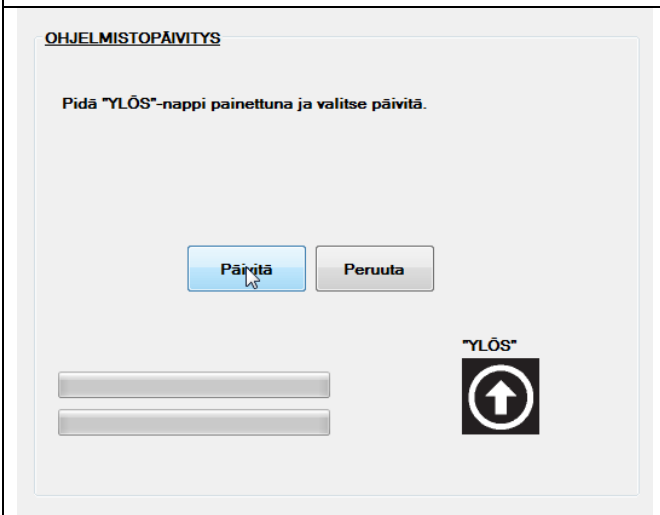 OHJELMISTOPÄIVITYS
Pidä "YLÖS"-nappi painettuna ja valitse päivitä.
Päivitä
Peruuta
"YLÖS"